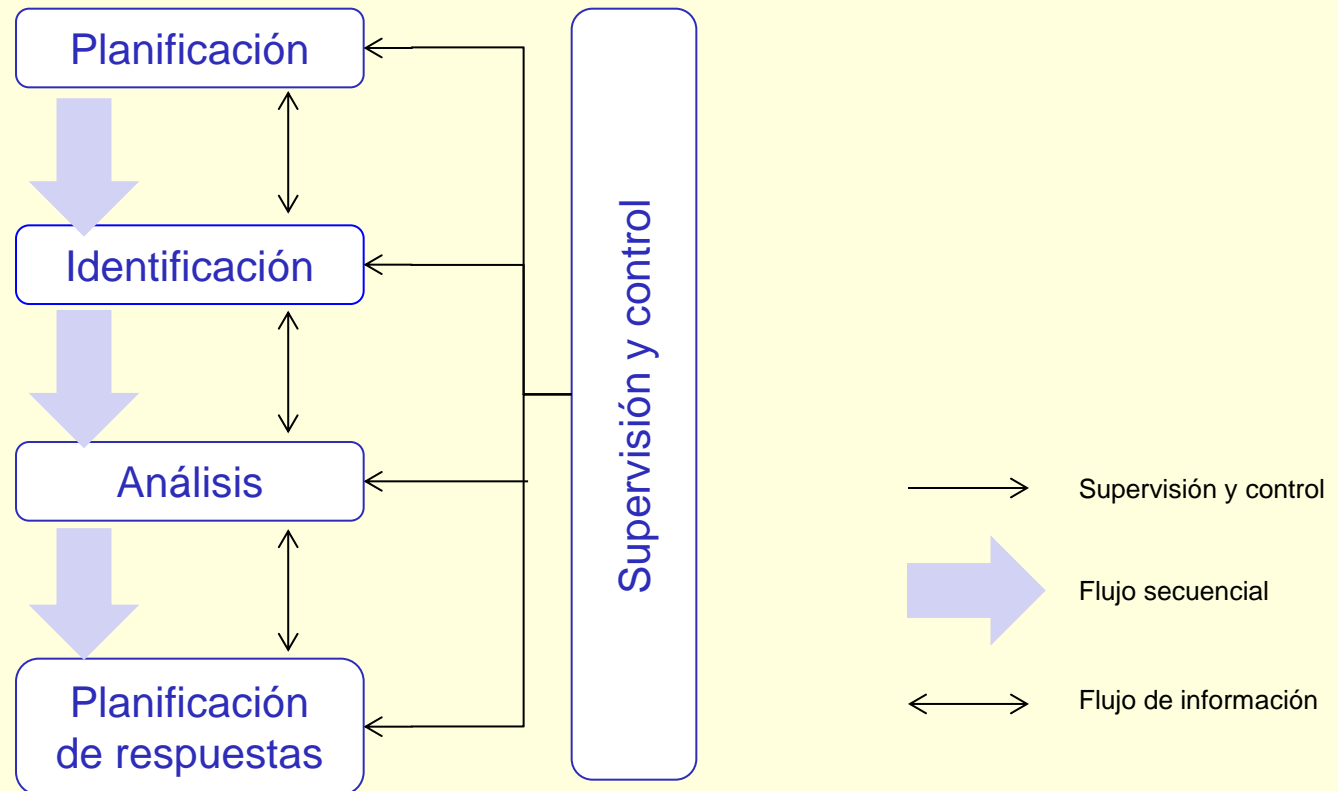 Planificación
Identificación
Análisis
Planificación
de respuestas
Supervisión y control
Supervisión y control
Flujo secuencial
Flujo de información